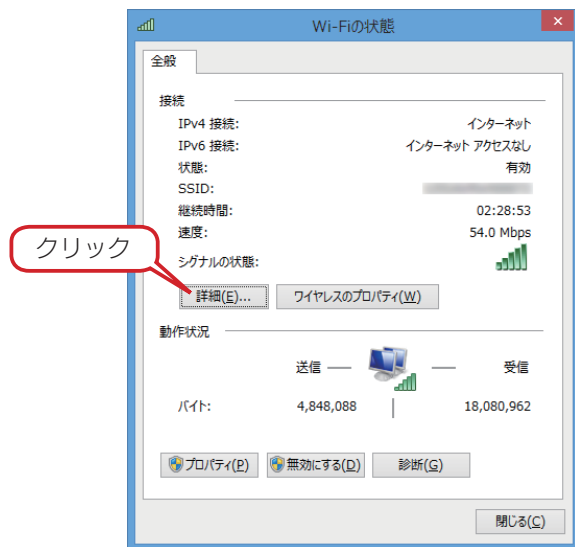 Wi-Fiの状態
全般
接続
IPv4 接続: インターネット
IPv6 接続: インターネット アクセスなし
状態: 有効
SSID:
継続時間: 02:28:53
速度: 54.0 Mbps
クリック
シグナルの状態:
詳細(E)... ワイヤレスのプロパティ(W)
動作状況
送信 受信
バイト: 4,848,088 18,080,962
プロパティ(P) 無効にする(D) 診断(G)
閉じる(C)